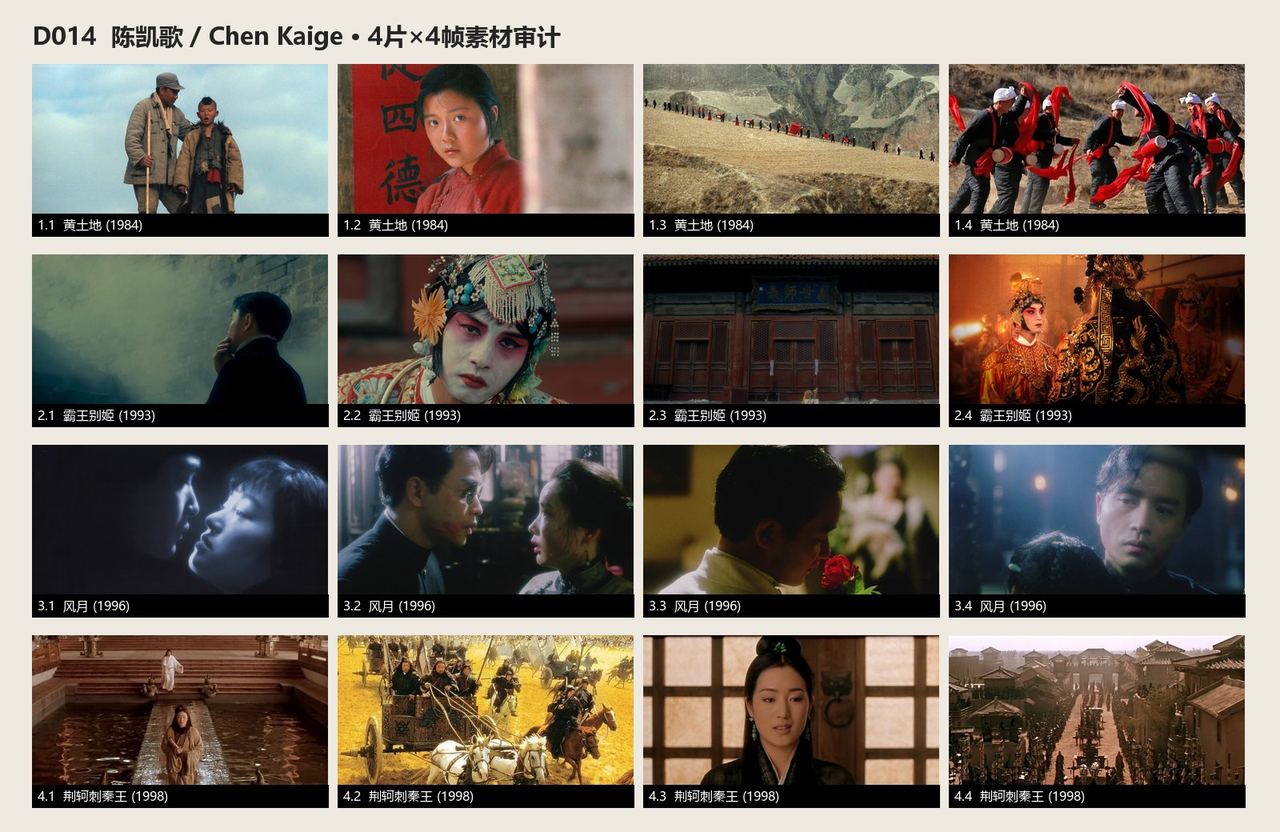 D014 陈凯歌 / Chen Kaige • 4片×4帧素材审计
四
德
1.1 黄土地 (1984)
1.2 黄土地 (1984)
1.3 黄土地 (1984)
1.4 黄土地 (1984)
2.1 霸王别姬 (1993)
2.2 霸王别姬 (1993)
2.3 霸王别姬 (1993)
2.4 霸王别姬 (1993)
3.1 风月 (1996)
3.2 风月 (1996)
3.3 风月 (1996)
3.4 风月 (1996)
4.1 荆轲刺秦王 (1998)
4.2 荆轲刺秦王 (1998)
4.3 荆轲刺秦王 (1998)
4.4 荆轲刺秦王 (1998)